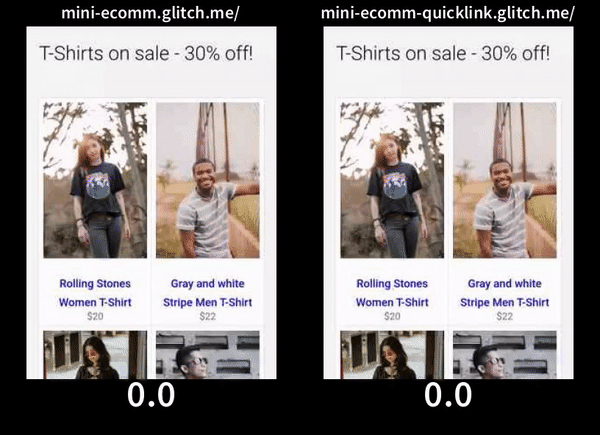 mini-ecomm.glitch.me/
T-Shirts on sale - 30% off!
Rolling Stones
Women T-Shirt
$20
Gray and white
Stripe Men T-Shirt
$22
0.0
mini-ecomm-quicklink.glitch.me/
T-Shirts on sale - 30% off!
Rolling Stones
Women T-Shirt
$20
Gray and white
Stripe Men T-Shirt
$22
0.0